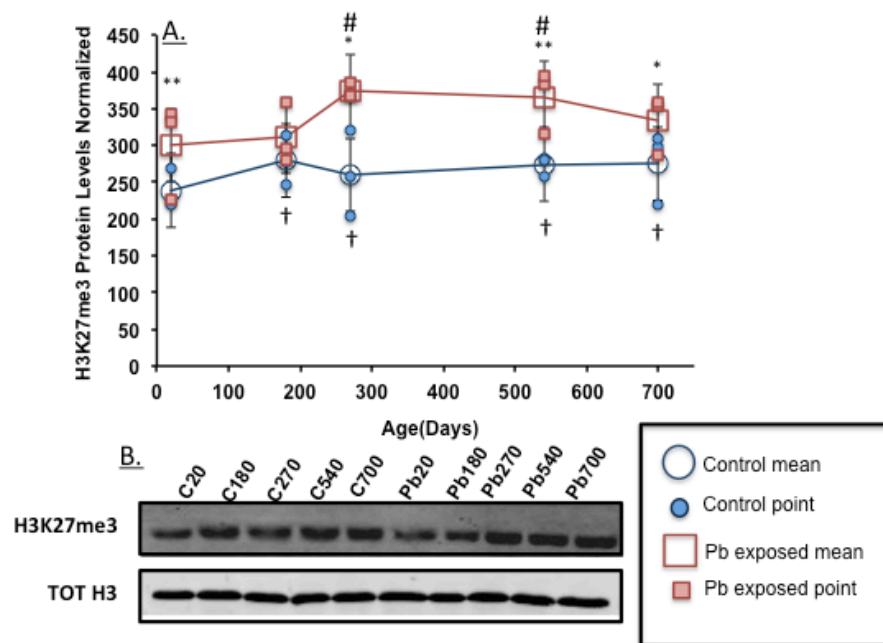 A.
H3K27me3 Protein Levels Normalized
450
400
350
300
250
200
150
100
50
0
** # * # ** *
† † † †
0 100 200 300 400 500 600 700
Age(Days)
B.
C20 C180 C270 C540 C700 Pb20 Pb180 Pb270 Pb540 Pb700
H3K27me3
TOT H3
Control mean
Control point
Pb exposed mean
Pb exposed point